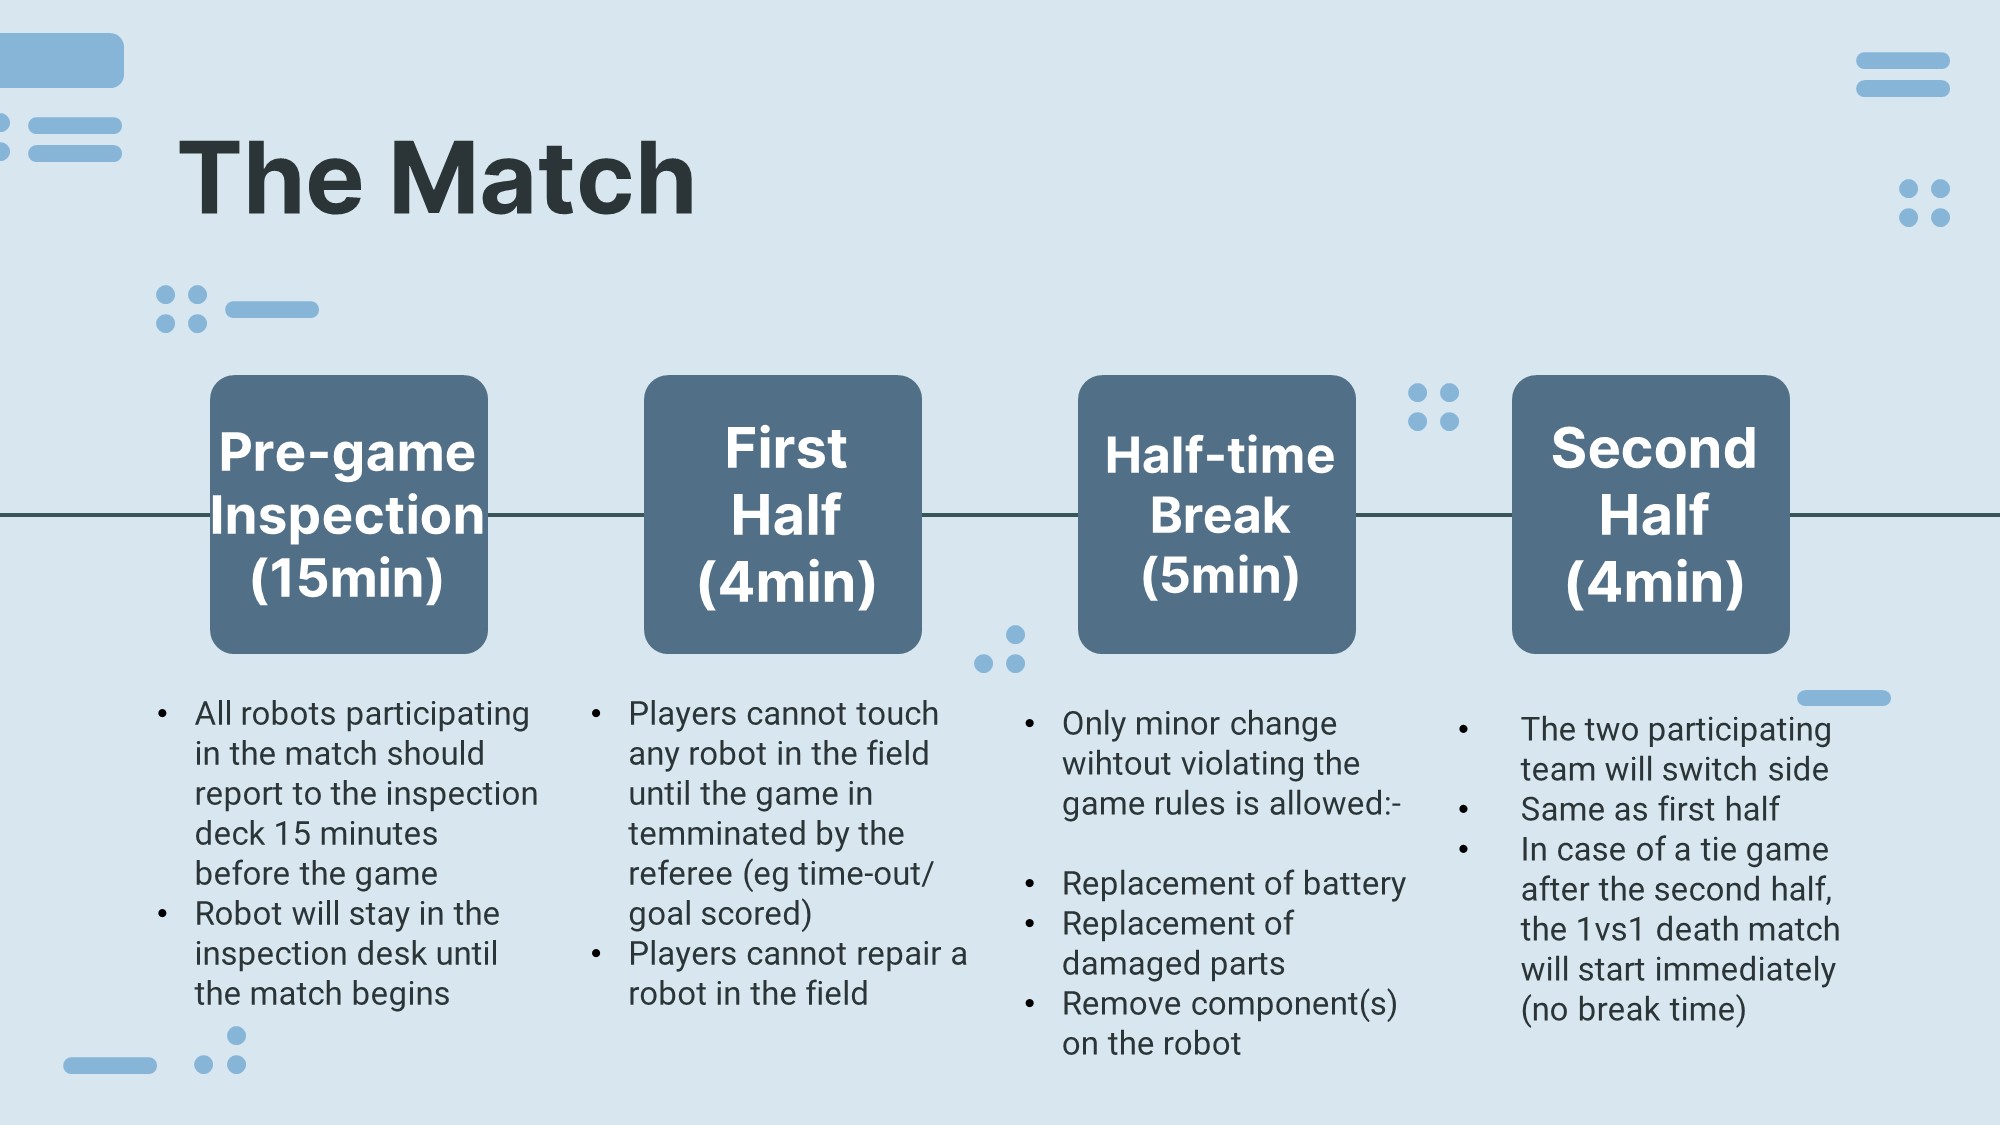 The Match
Pre-game
Inspection
(15min)
• All robots participating
in the match should
report to the inspection
deck 15 minutes
before the game
• Robot will stay in the
inspection desk until
the match begins
First
Half
(4min)
• Players cannot touch
any robot in the field
until the game in
temminated by the
referee (eg time-out/
goal scored)
• Players cannot repair a
robot in the field
Half-time
Break
(5min)
• Only minor change
wihtout violating the
game rules is allowed:-
• Replacement of battery
• Replacement of
damaged parts
• Remove component(s)
on the robot
Second
Half
(4min)
• The two participating
team will switch side
• Same as first half
• In case of a tie game
after the second half,
the 1vs1 death match
will start immediately
(no break time)